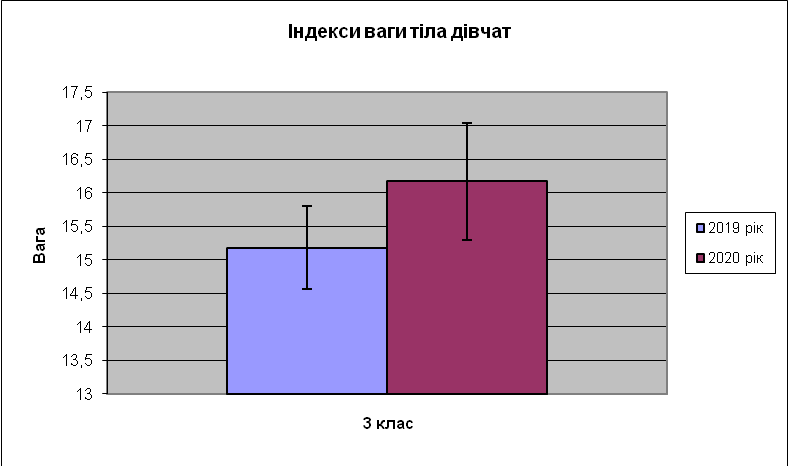 Індекси ваги тіла дівчат
17,5
17
16,5
16
15,5
15
14,5
14
13,5
13
Вага
3 клас
2019 рік
2020 рік